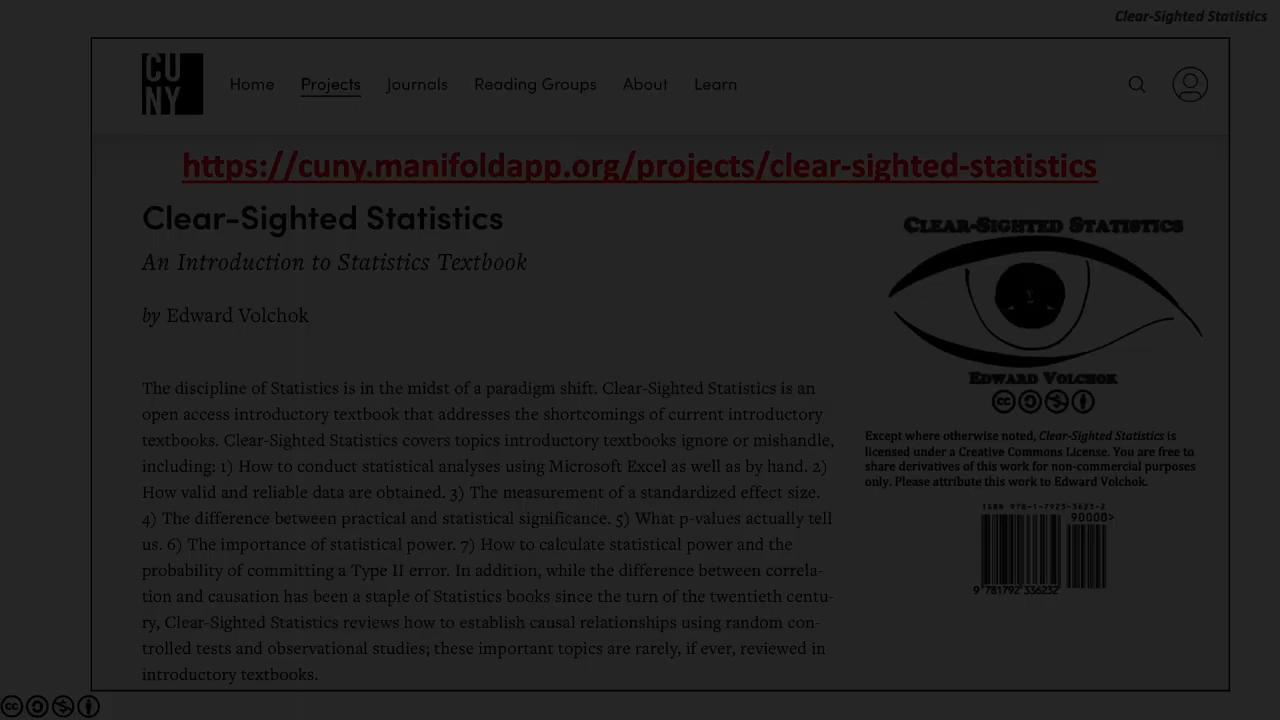 Clear-Sighted Statistics
CU
NY
Home Projects Journals Reading Groups About Learn
https://cuny.manifoldapp.org/projects/clear-sighted-statistics
Clear-Sighted Statistics
An Introduction to Statistics Textbook
by Edward Volchok
The discipline of Statistics is in the midst of a paradigm shift. Clear-Sighted Statistics is an
open access introductory textbook that addresses the shortcomings of current introductory
textbooks. Clear-Sighted Statistics covers topics introductory textbooks ignore or mishandle,
including: 1) How to conduct statistical analyses using Microsoft Excel as well as by hand. 2)
How valid and reliable data are obtained. 3) The measurement of a standardized effect size.
4) The difference between practical and statistical significance. 5) What p-values actually tell
us. 6) The importance of statistical power. 7) How to calculate statistical power and the
probability of committing a Type II error. In addition, while the difference between correla-
tion and causation has been a staple of Statistics books since the turn of the twentieth centu-
ry, Clear-Sighted Statistics reviews how to establish causal relationships using random con-
trolled tests and observational studies; these important topics are rarely, if ever, reviewed in
introductory textbooks.
CLEAR-SIGHTED STATISTICS
EDWARD VOLCHOK
Except where otherwise noted, Clear-Sighted Statistics is
licensed under a Creative Commons License. You are free to
share derivatives of this work for non-commercial purposes
only. Please attribute this work to Edward Volchok.
ISBN 978-1-7923-3623-2
90000>
9 781792 336232